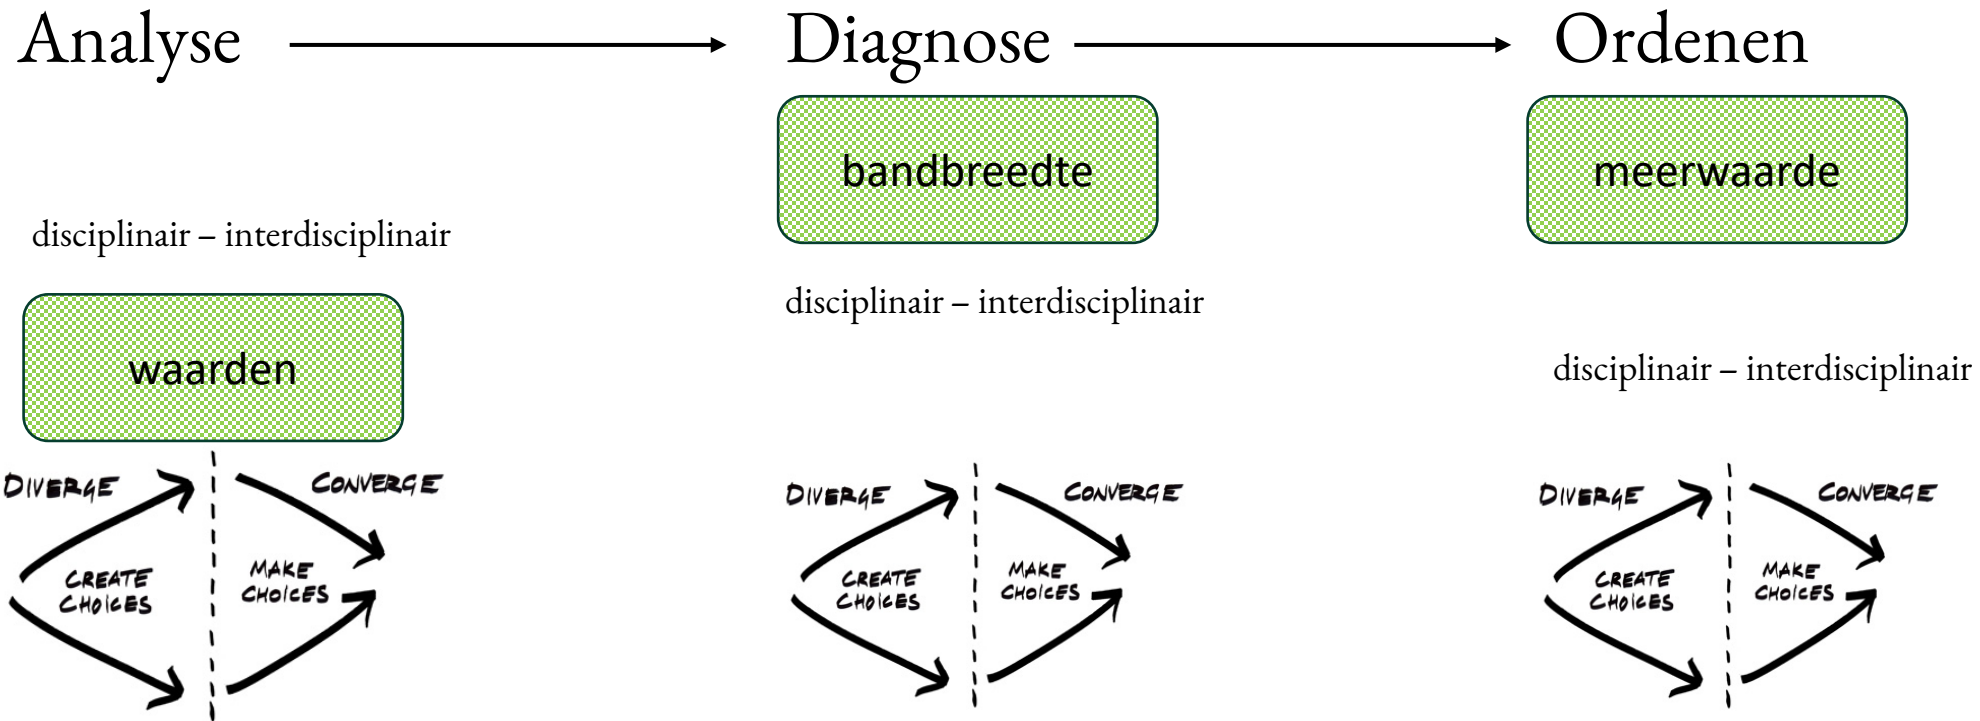 Analyse
Diagnose
Ordenen
bandbreedte
meerwaarde
disciplinair – interdisciplinair
disciplinair – interdisciplinair
waarden
disciplinair – interdisciplinair
DIVERGE
CONVERGE
CREATE
CHOICES
MAKE
CHOICES
DIVERGE
CONVERGE
CREATE
CHOICES
MAKE
CHOICES
DIVERGE
CONVERGE
CREATE
CHOICES
MAKE
CHOICES